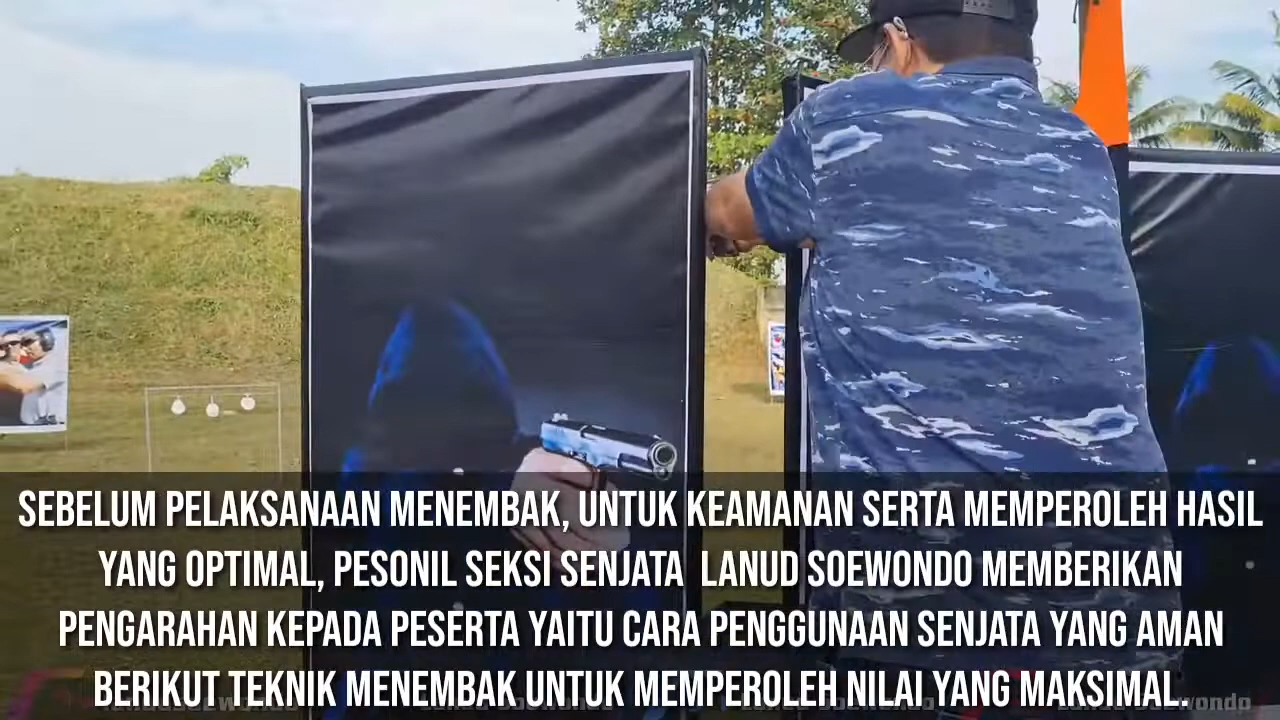 SEBELUM PELAKSANAAN MENEMBAK, UNTUK KEAMANAN SERTA MEMPEROLEH HASIL
YANG OPTIMAL, PESONIL SEKSI SENJATA LANUD SOEWONDO MEMBERIKAN
PENGARAHAN KEPADA PESERTA YAITU CARA PENGGUNAAN SENJATA YANG AMAN
BERIKUT TEKNIK MENEMBAK UNTUK MEMPEROLEH NILAI YANG MAKSIMAL.